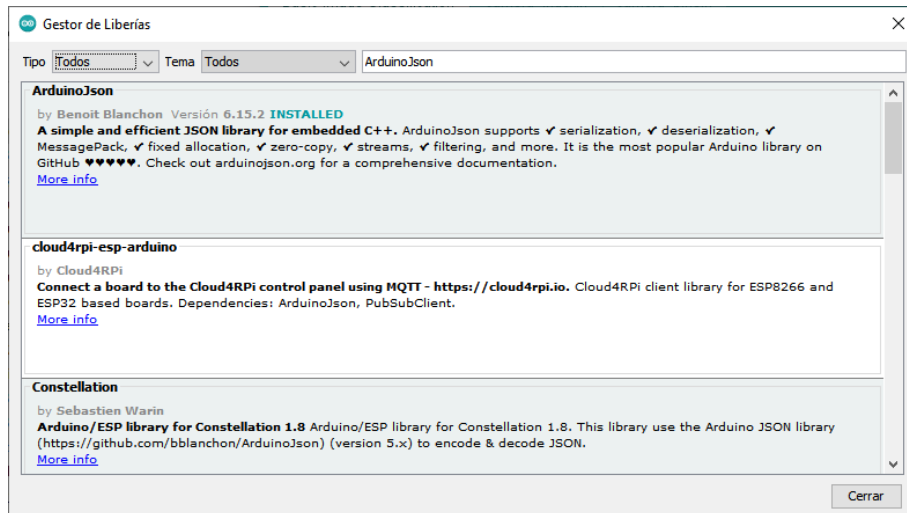 Gestor de Liberías
Tipo Todos Tema Todos ArduinoJson
ArduinoJson
by Benoit Blanchon Versión 6.15.2 INSTALLED
A simple and efficient JSON library for embedded C++. ArduinoJson supports ✔ serialization, ✔ deserialization, ✔
MessagePack, ✔ fixed allocation, ✔ zero-copy, ✔ streams, ✔ filtering, and more. It is the most popular Arduino library on
GitHub ♥♥♥♥♥. Check out arduinojson.org for a comprehensive documentation.
More info
cloud4rpi-esp-arduino
by Cloud4RPi
Connect a board to the Cloud4RPi control panel using MQTT - https://cloud4rpi.io. Cloud4RPi client library for ESP8266 and
ESP32 based boards. Dependencies: ArduinoJson, PubSubClient.
More info
Constellation
by Sebastien Warin
Arduino/ESP library for Constellation 1.8 Arduino/ESP library for Constellation 1.8. This library use the Arduino JSON library
(https://github.com/bblanchon/ArduinoJson) (version 5.x) to encode & decode JSON.
More info
Cerrar